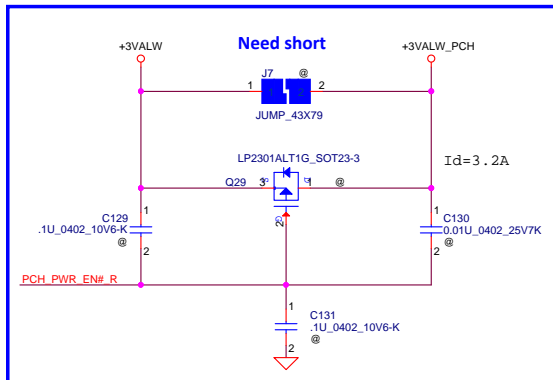 +3VALW
Need short
+3VALW_PCH
J7
@
1
1
2
2
JUMP_43X79
LP2301ALT1G_SOT23-3
Id=3.2A
Q29
3
S
D
1
@
G
2
C129
.1U_0402_10V6-K
@
1
2
1
2
C130
0.01U_0402_25V7K
@
PCH_PWR_EN#_R
1
2
C131
.1U_0402_10V6-K
@